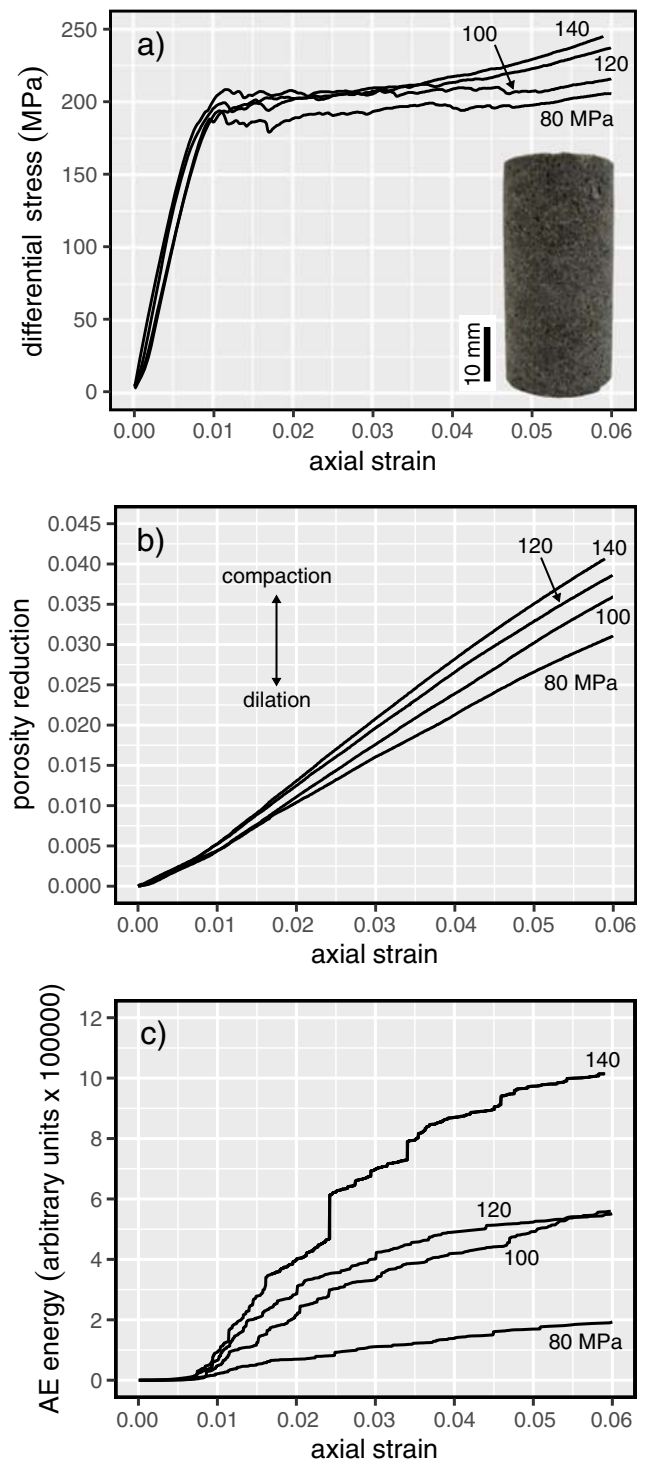 a)
100
140
120
80 MPa
10 mm
250
200
150
100
50
0
differential stress (MPa)
0.00 0.01 0.02 0.03 0.04 0.05 0.06
axial strain
b)
compaction
dilation
120
140
100
80 MPa
0.045
0.040
0.035
0.030
0.025
0.020
0.015
0.010
0.005
0.000
porosity reduction
0.00 0.01 0.02 0.03 0.04 0.05 0.06
axial strain
c)
140
120
100
80 MPa
12
10
8
6
4
2
0
AE energy (arbitrary units x 100000)
0.00 0.01 0.02 0.03 0.04 0.05 0.06
axial strain